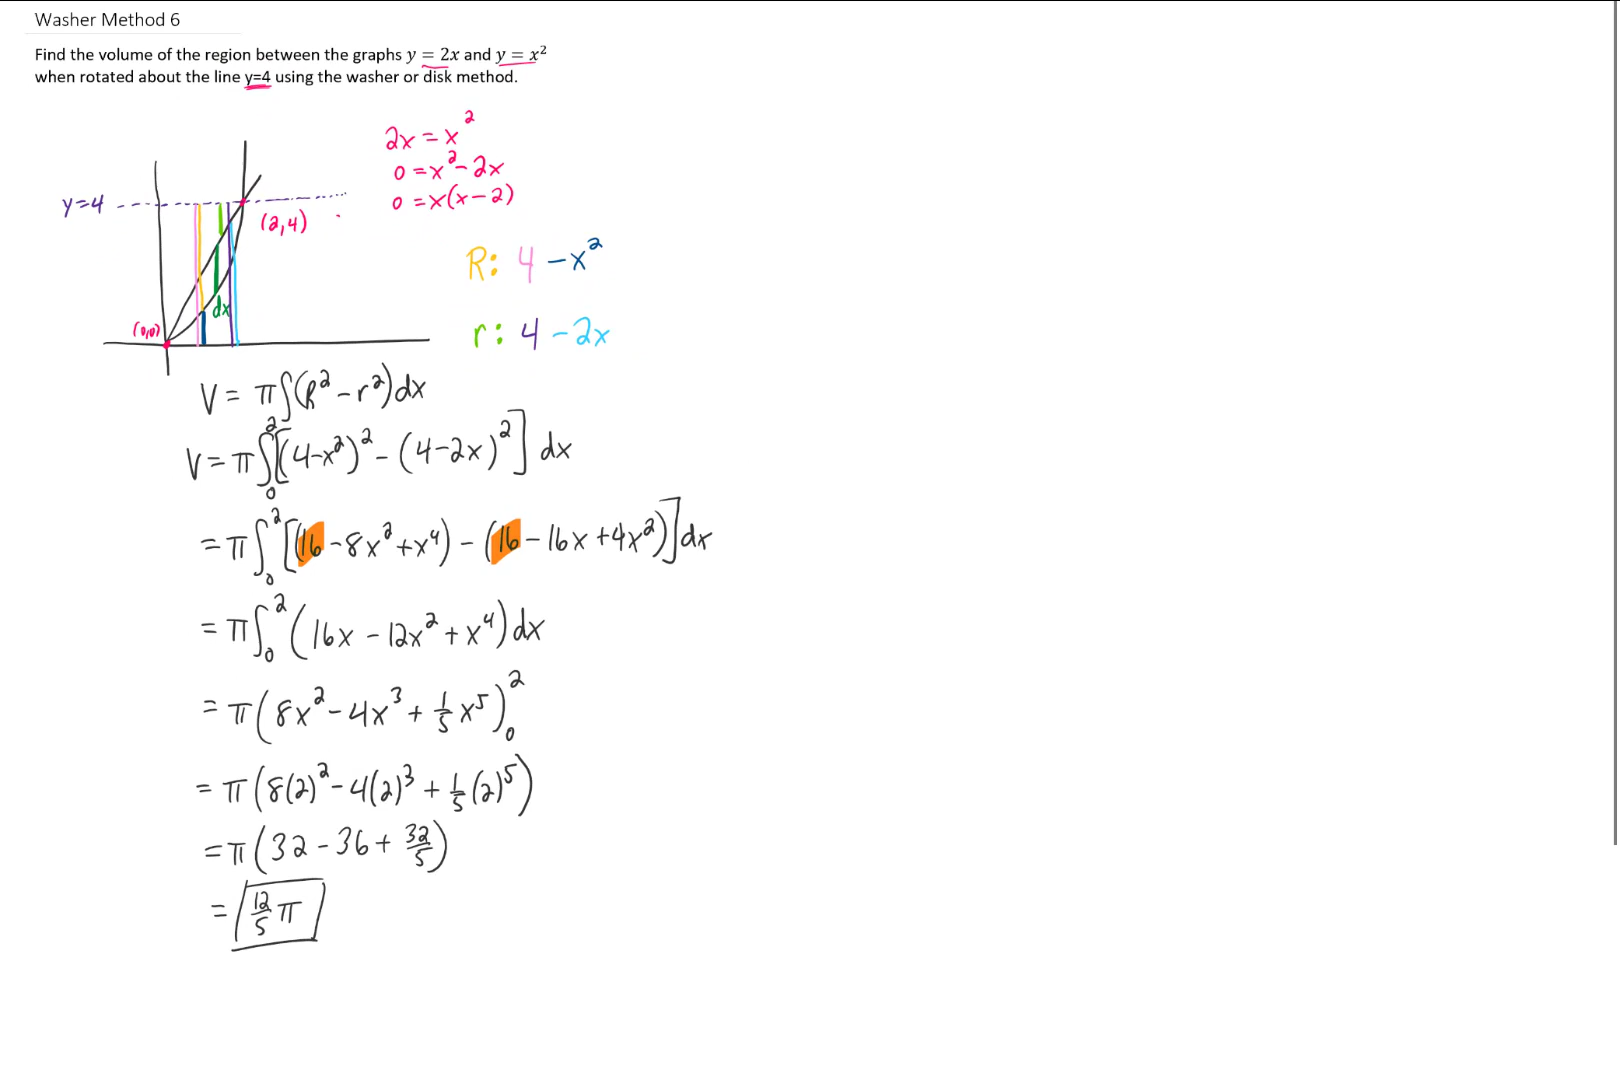 Washer Method 6
Find the volume of the region between the graphs y = 2x and y = x²
when rotated about the line y=4 using the washer or disk method.
2x = x²
0 = x² - 2x
0 = x(x - 2)
y=4
(2,4)
R: 4 - x²
dx
(0,0)
r: 4 - 2x
V = π∫(R² - r²)dx
V = π∫₀²[(4-x²)² - (4-2x)²] dx
= π∫₀²[(16 - 8x² + x⁴) - (16 - 16x + 4x²)]dx
= π∫₀²(16x - 12x² + x⁴)dx
= π(8x² - 4x³ + 1/5 x⁵)₀²
= π(8(2)² - 4(2)³ + 1/5 (2)⁵)
= π(32 - 36 + 32/5)
= 12/5 π